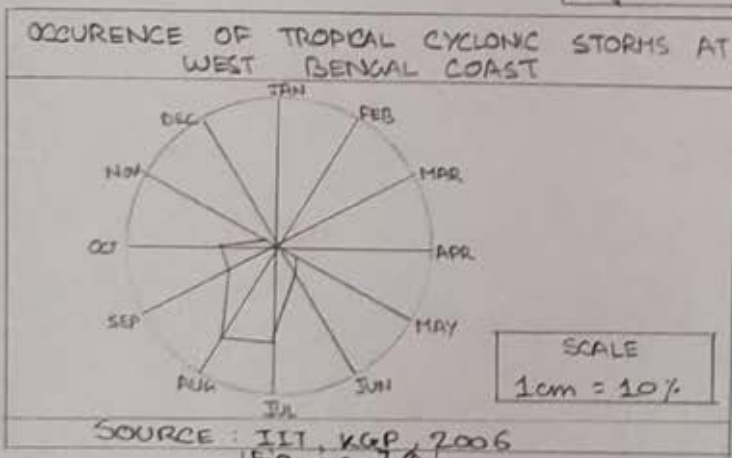 OCCURENCE OF TROPICAL CYCLONIC STORMS AT
WEST BENGAL COAST
JAN
FEB
MAR
APR
MAY
JUN
JUL
AUG
SEP
OCT
NOV
DEC
SCALE
1cm = 10%
SOURCE : IIT, KGP, 2006